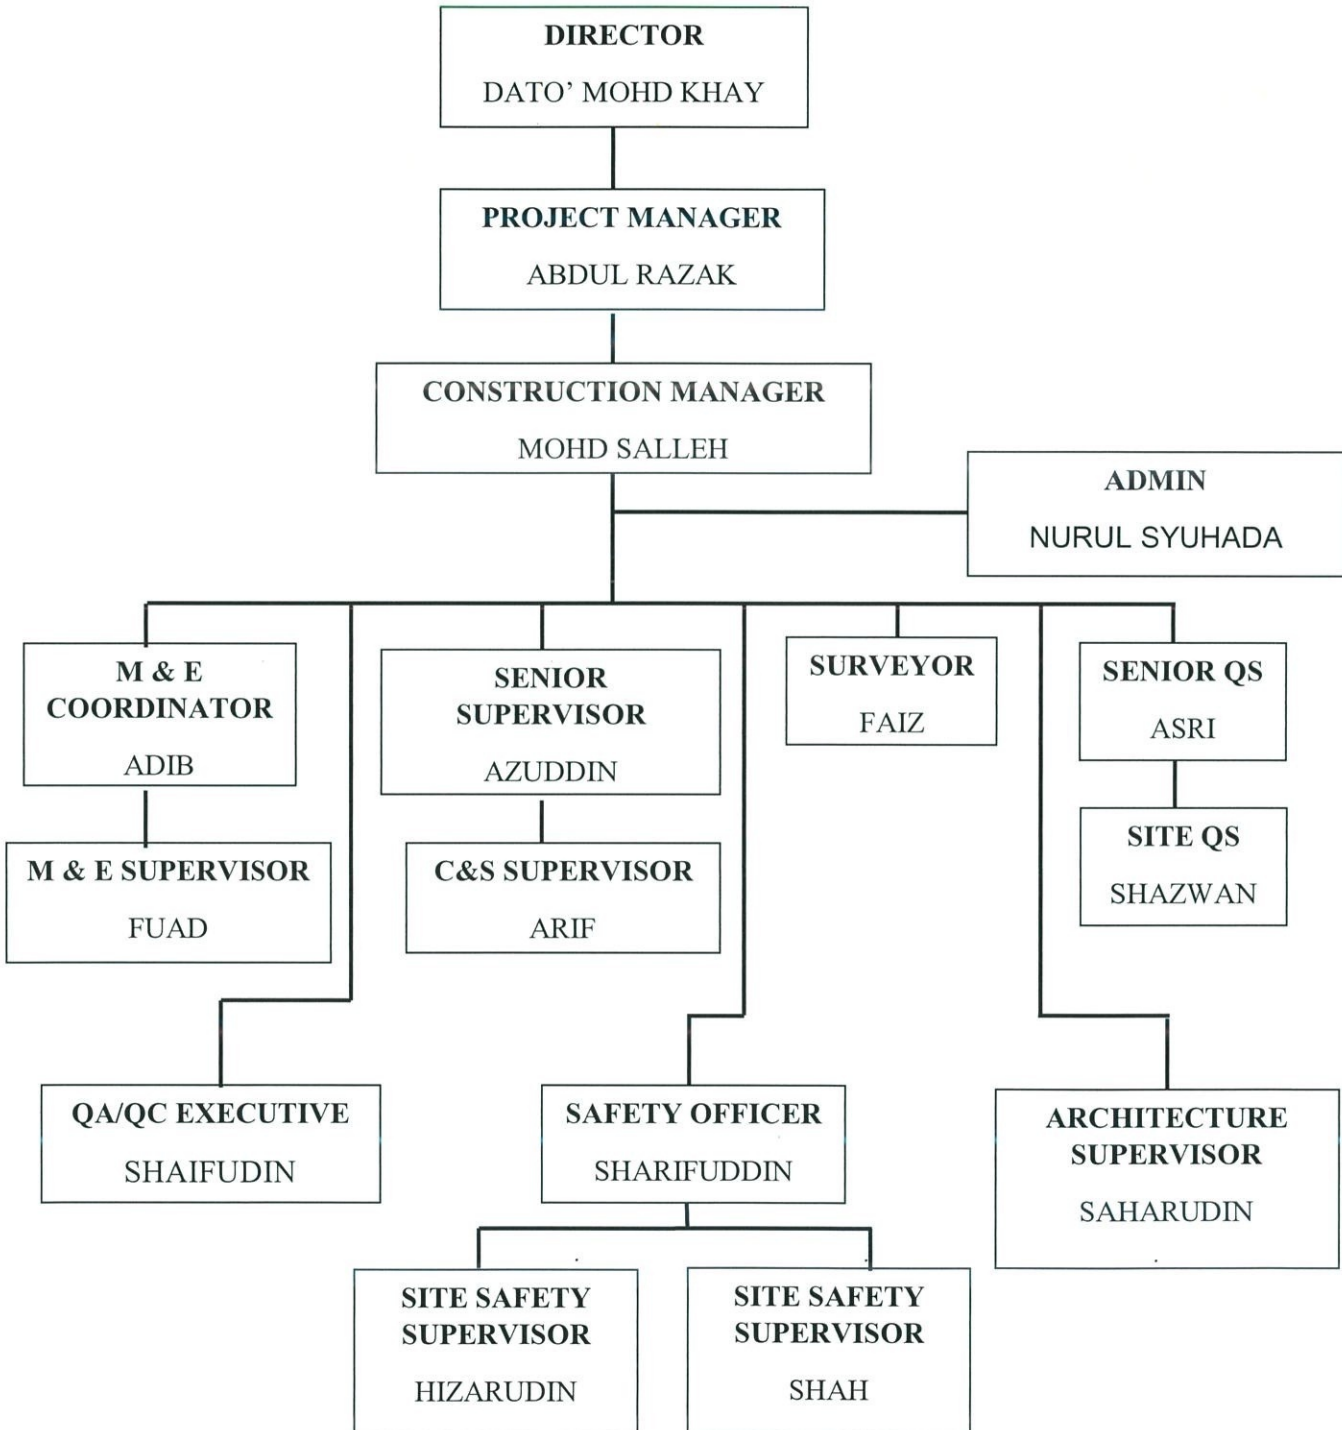 DIRECTOR
DATO' MOHD KHAY
PROJECT MANAGER
ABDUL RAZAK
CONSTRUCTION MANAGER
MOHD SALLEH
ADMIN
NURUL SYUHADA
M & E
COORDINATOR
ADIB
SENIOR
SUPERVISOR
AZUDDIN
SURVEYOR
FAIZ
SENIOR QS
ASRI
M & E SUPERVISOR
FUAD
C&S SUPERVISOR
ARIF
SITE QS
SHAZWAN
QA/QC EXECUTIVE
SHAIFUDIN
SAFETY OFFICER
SHARIFUDDIN
ARCHITECTURE
SUPERVISOR
SAHARUDIN
SITE SAFETY
SUPERVISOR
HIZARUDIN
SITE SAFETY
SUPERVISOR
SHAH